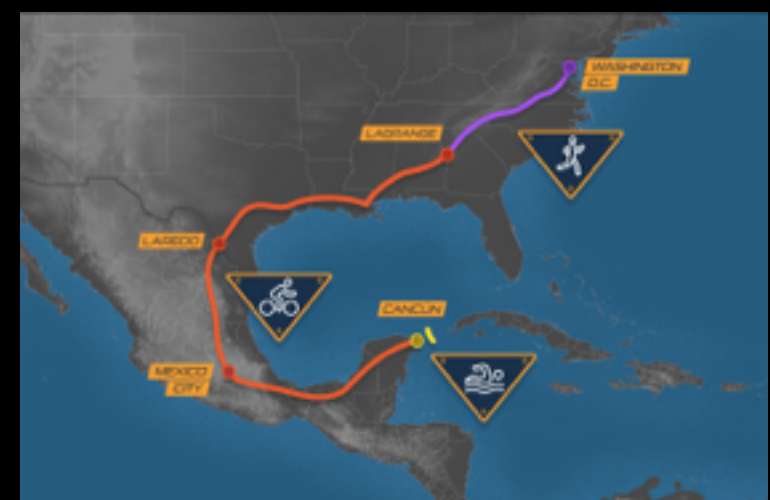 WASHINGTON
D.C.
LAGRANGE
LAREDO
CANCUN
MEXICO
CITY